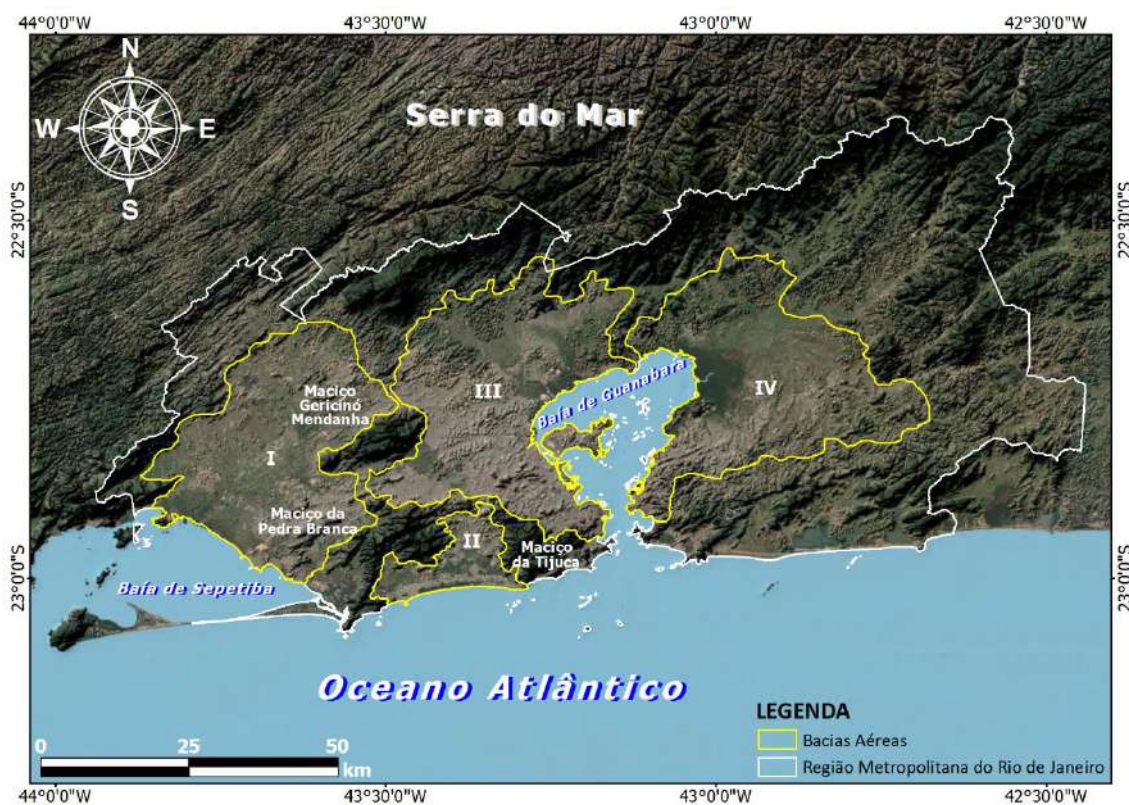 44°0'0"W
43°30'0"W
43°0'0"W
42°30'0"W
N
W
E
S
Serra do Mar
22°30'0"S
22°30'0"S
Maciço
Gericinó
Mendanha
III
Baía de Guanabara
IV
I
Maciço da
Pedra Branca
II
Maciço
da Tijuca
23°0'0"S
23°0'0"S
Baía de Sepetiba
Oceano Atlântico
LEGENDA
Bacias Aéreas
Região Metropolitana do Rio de Janeiro
0
25
50
km
44°0'0"W
43°30'0"W
43°0'0"W
42°30'0"W